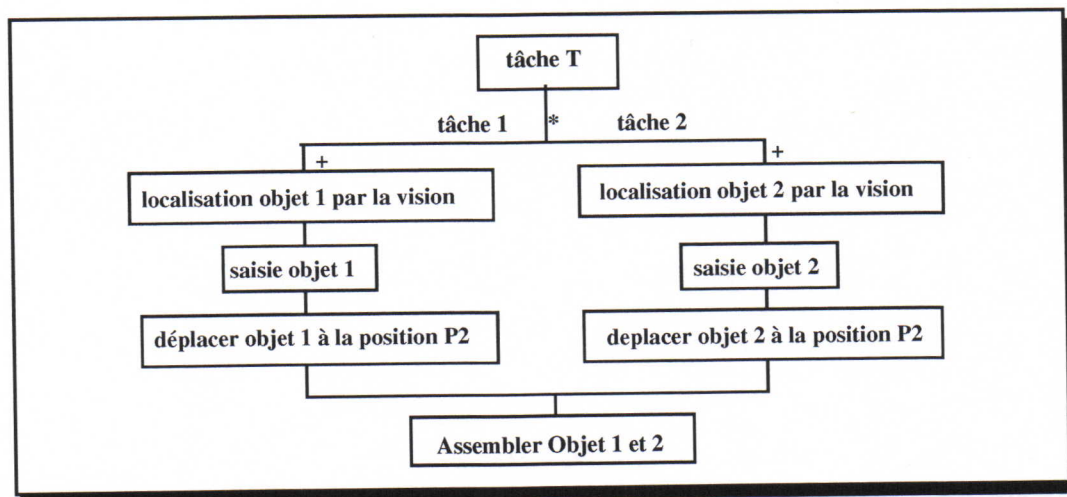 tâche T
tâche 1 * tâche 2
+ +
localisation objet 1 par la vision
localisation objet 2 par la vision
saisie objet 1
saisie objet 2
déplacer objet 1 à la position P2
deplacer objet 2 à la position P2
Assembler Objet 1 et 2